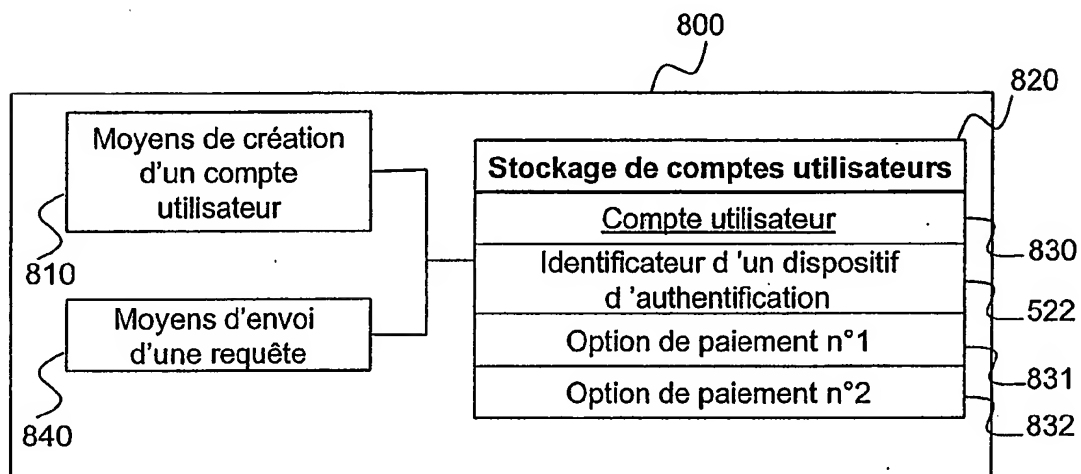 800
820
Moyens de création
d'un compte
utilisateur
810
Stockage de comptes utilisateurs
Compte utilisateur
830
Identificateur d 'un dispositif
d 'authentification
522
Moyens d'envoi
d'une requête
840
Option de paiement n°1
831
Option de paiement n°2
832